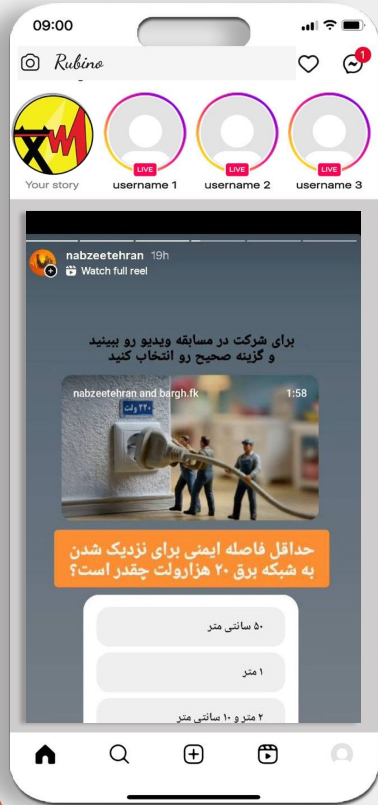 09:00
Rubino
1
LIVE
LIVE
LIVE
Your story
username 1
username 2
username 3
nabzeetehran 19h
Watch full reel
برای شرکت در مسابقه ویدیو رو ببینید
و گزینه صحیح رو انتخاب کنید
nabzeetehran and bargh.fk
1:58
۲۲۰ ولت
حداقل فاصله ایمنی برای نزدیک شدن
به شبکه برق ۲۰ هزارولت چقدر است؟
۵۰ سانتی متر
۱ متر
۲ متر و ۱۰ سانتی متر